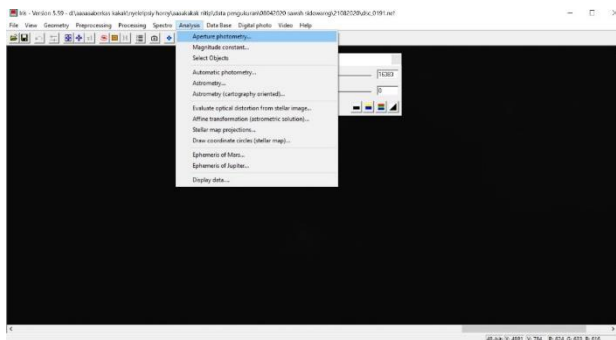 File View Geometry Preprocessing Processing Spectro Analysis Data Base Digital photo Video Help
Aperture photometry...
Magnitude constant...
Select Objects
Automatic photometry...
Astrometry...
Astrometry (cartography oriented)...
Evaluate optical distortion from stellar image...
Affine transformation (astrometric solution)...
Stellar map projections...
Draw coordinate circles (stellar map)...
Ephemeris of Mars...
Ephemeris of Jupiter...
Display data...
16383
0